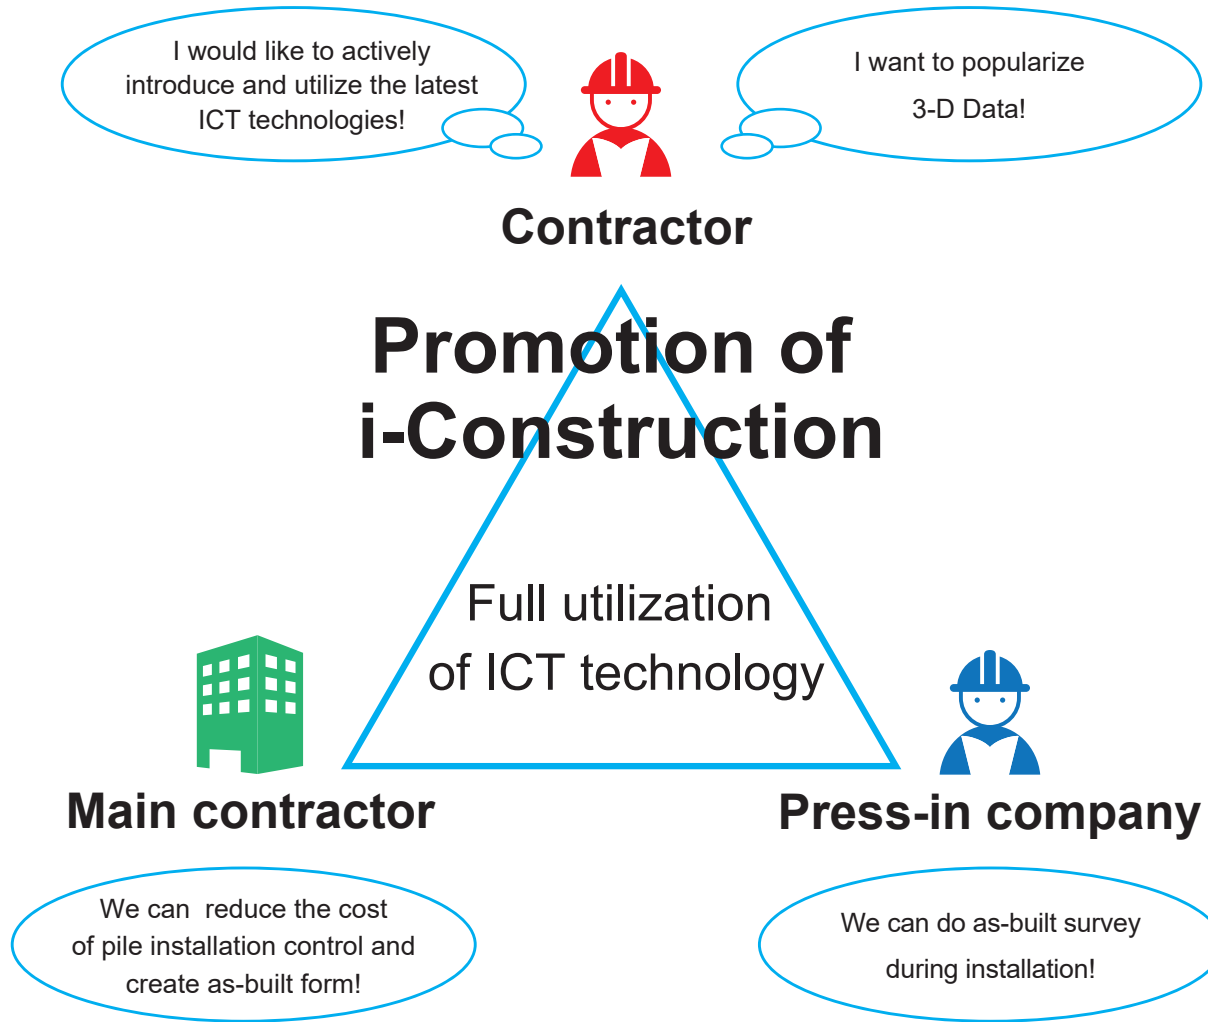 I would like to actively
introduce and utilize the latest
ICT technologies!
I want to popularize
3-D Data!
Contractor
Promotion of
i-Construction
Full utilization
of ICT technology
Main contractor
Press-in company
We can reduce the cost
of pile installation control and
create as-built form!
We can do as-built survey
during installation!